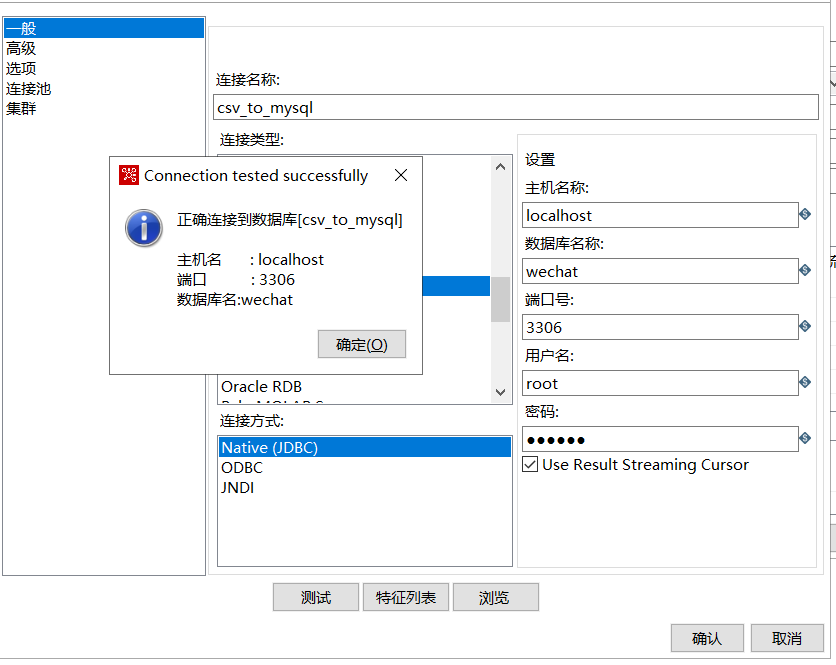 一般
高级
选项
连接池
集群
连接名称:
csv_to_mysql
连接类型:
Connection tested successfully
正确连接到数据库[csv_to_mysql]
主机名 : localhost
端口 : 3306
数据库名:wechat
确定(O)
Oracle RDB
连接方式:
Native (JDBC)
ODBC
JNDI
设置
主机名称:
localhost
数据库名称:
wechat
端口号:
3306
用户名:
root
密码:
●●●●●●
Use Result Streaming Cursor
测试
特征列表
浏览
确认
取消